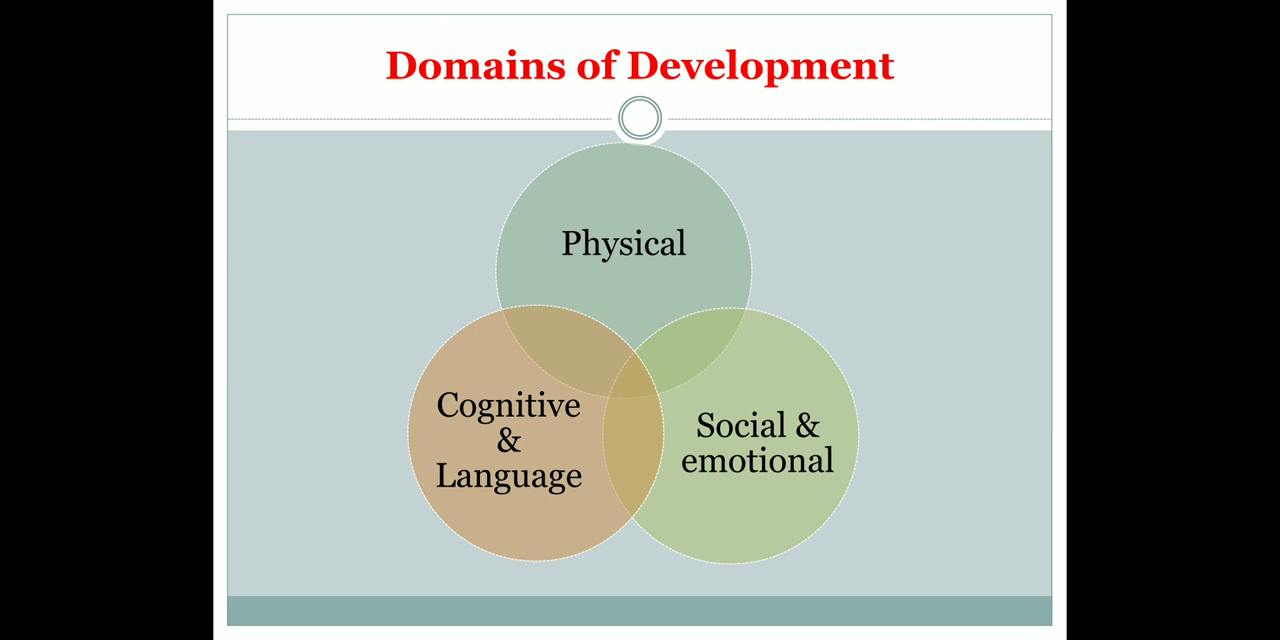 Domains of Development
Physical
Cognitive
&
Language
Social &
emotional